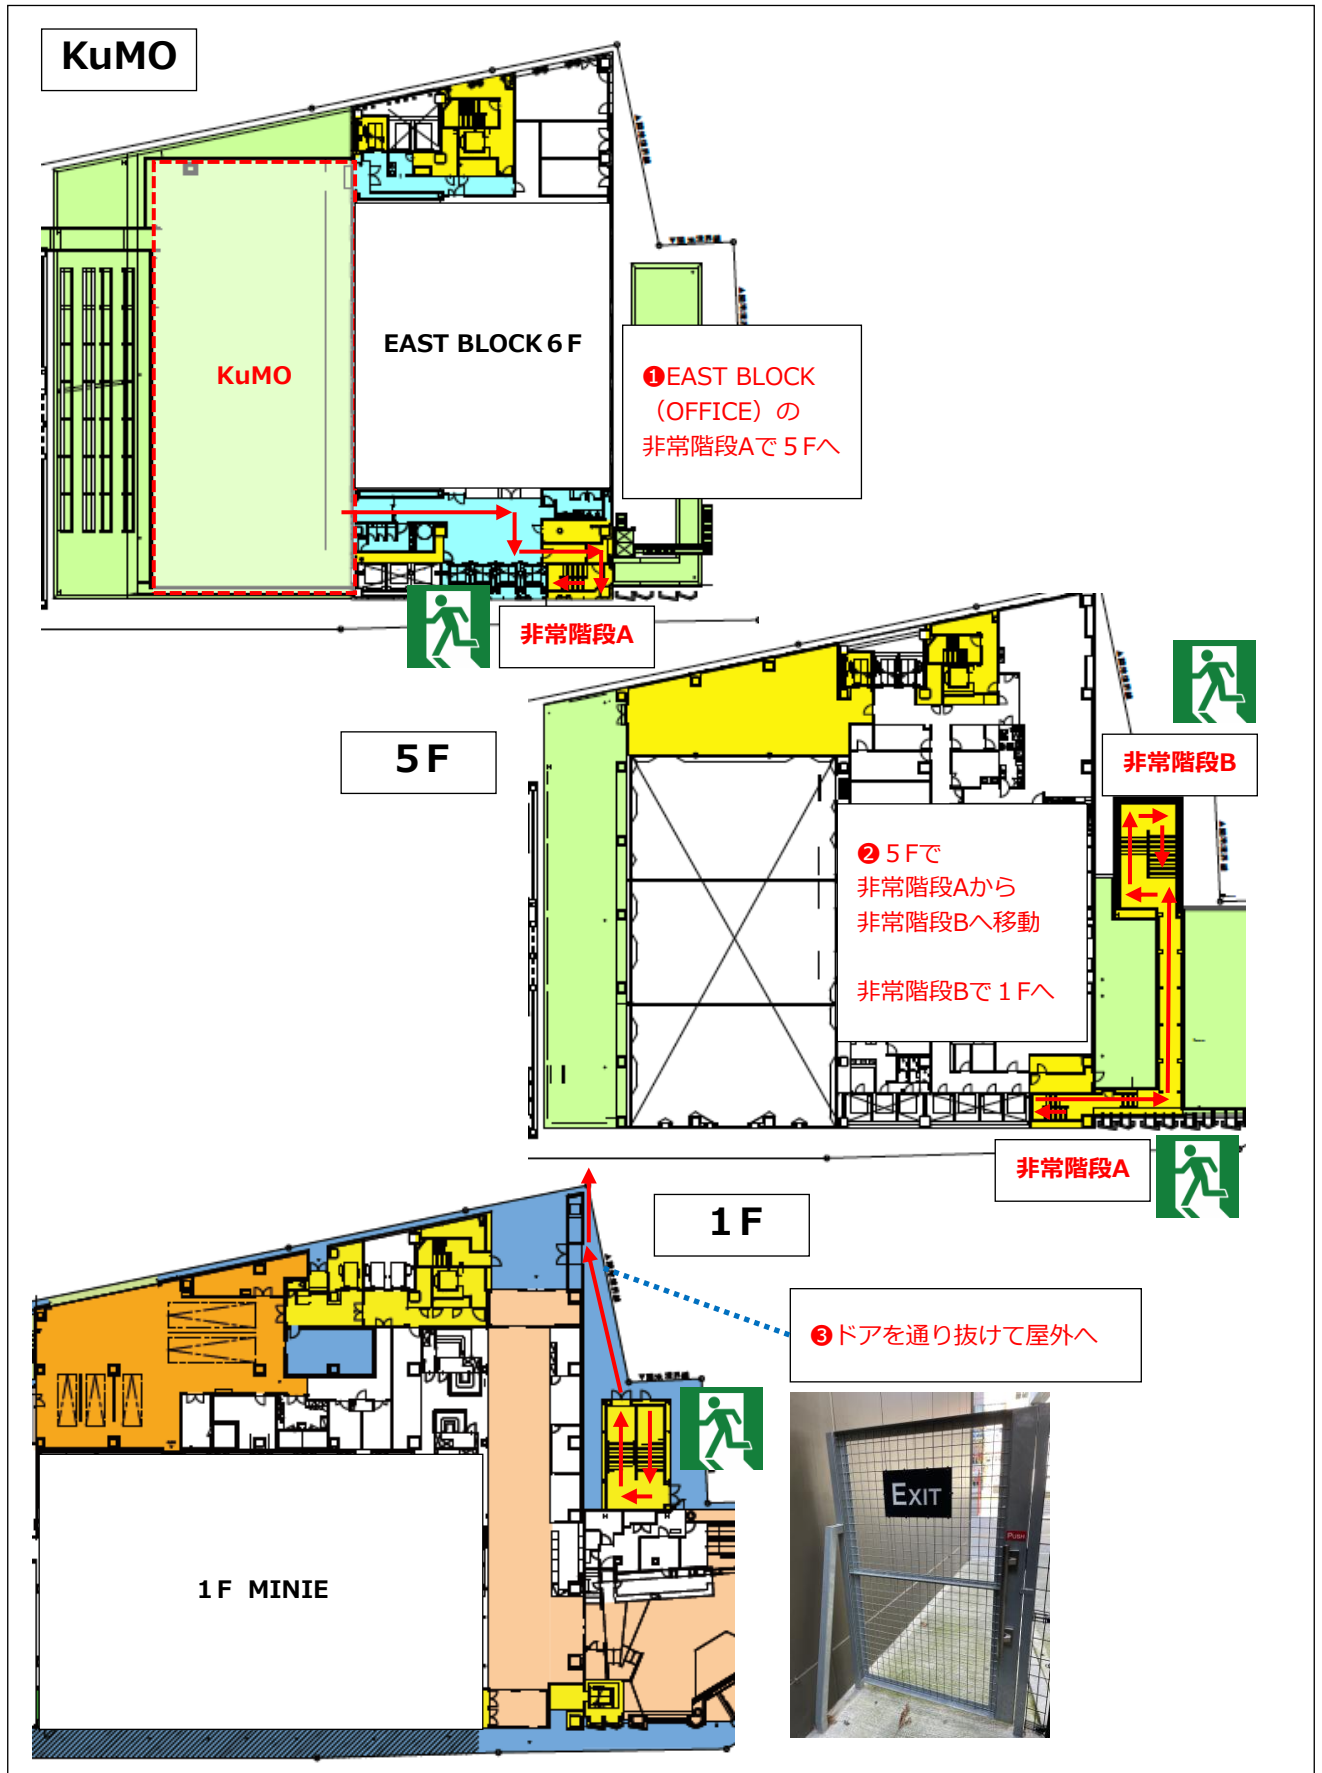 KuMO
EAST BLOCK 6 F
KuMO
❶EAST BLOCK
（OFFICE）の
非常階段Aで５Fへ
非常階段A
5 F
非常階段B
❷５Fで
非常階段Aから
非常階段Bへ移動
非常階段Bで１Fへ
非常階段A
1 F
❸ドアを通り抜けて屋外へ
EXIT
PUSH
1F MINIE